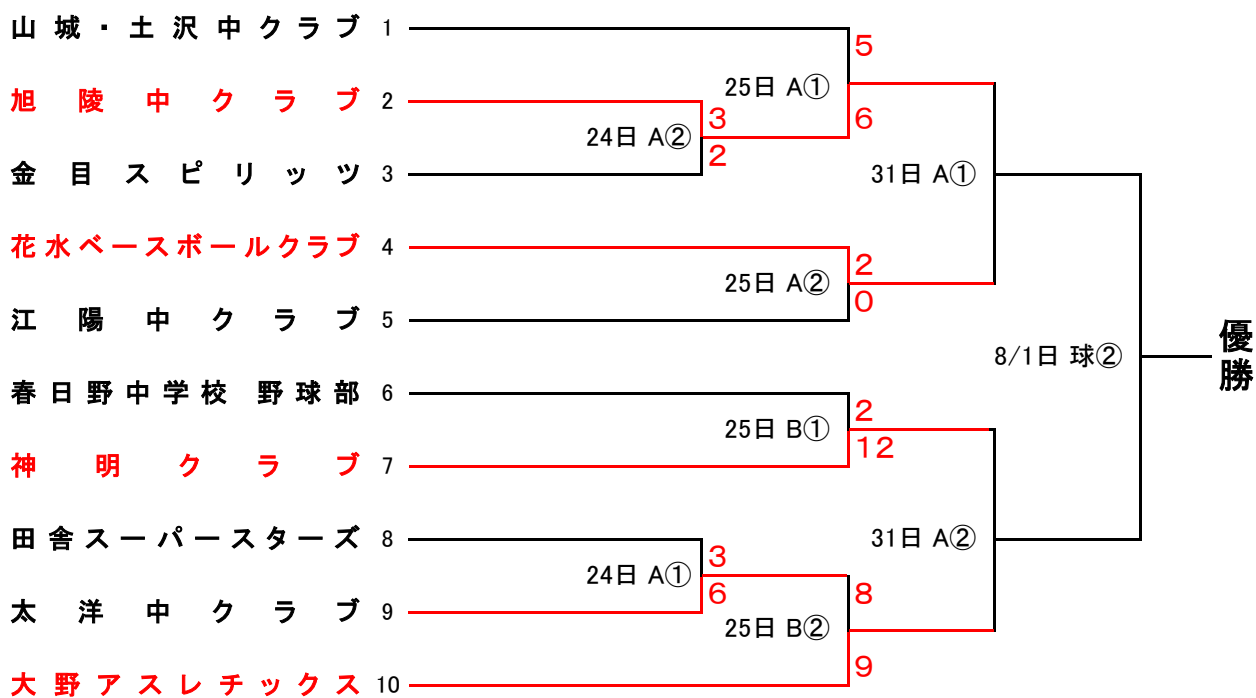 山城・土沢中クラブ 1
5
25日 A①
旭陵中クラブ 2
3
6
24日 A②
2
金目スピリッツ 3
31日 A①
花水ベースボールクラブ 4
2
25日 A②
0
江陽中クラブ 5
優勝
8/1日 球②
春日野中学校 野球部 6
2
25日 B①
12
神明クラブ 7
田舎スーパースターズ 8
31日 A②
3
24日 A①
6
8
太洋中クラブ 9
25日 B②
9
大野アスレチックス 10